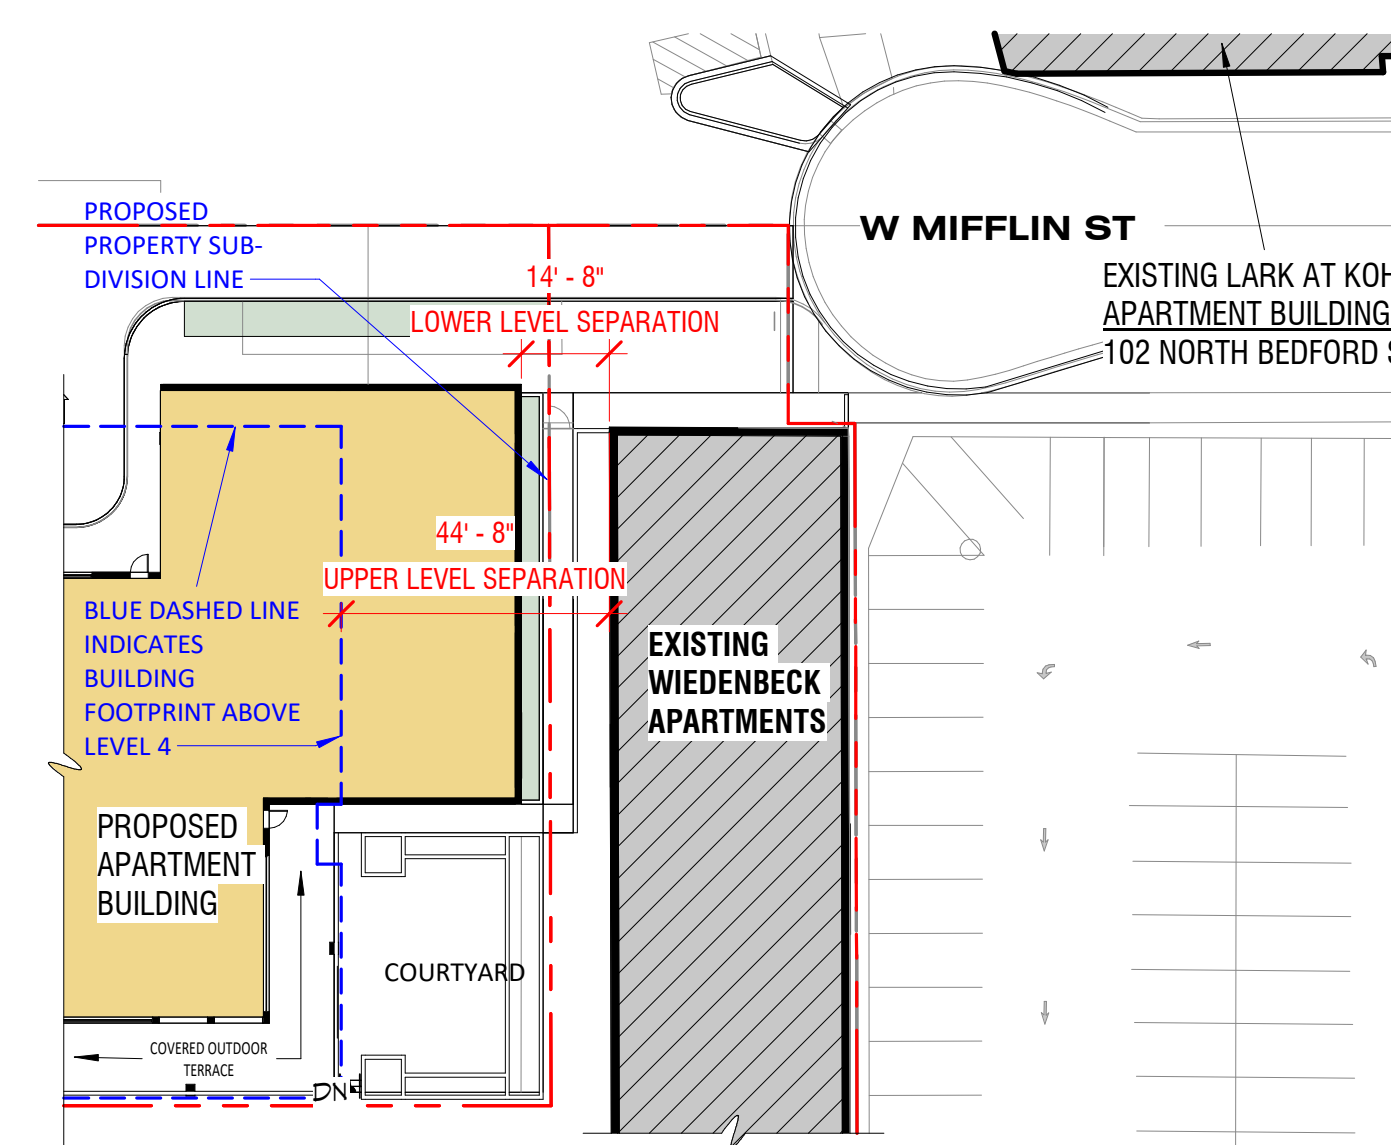 PROPOSED
PROPERTY SUB-
DIVISION LINE
14' - 8"
LOWER LEVEL SEPARATION
W MIFFLIN ST
EXISTING LARK AT KOH
APARTMENT BUILDING
102 NORTH BEDFORD S
44' - 8"
UPPER LEVEL SEPARATION
BLUE DASHED LINE
INDICATES
BUILDING
FOOTPRINT ABOVE
LEVEL 4
EXISTING
WIEDENBECK
APARTMENTS
PROPOSED
APARTMENT
BUILDING
COURTYARD
COVERED OUTDOOR
TERRACE
DN